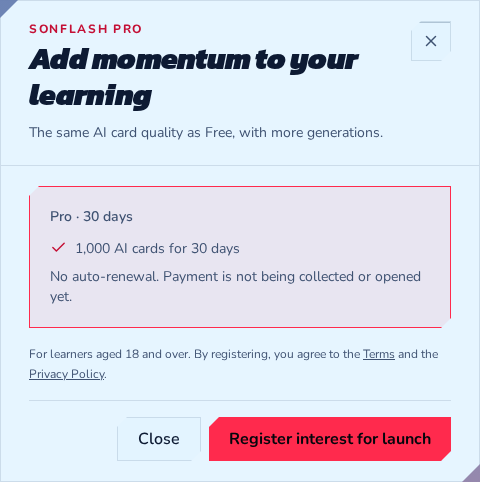 SONFLASH PRO
Add momentum to your
learning
The same AI card quality as Free, with more generations.
Pro · 30 days
1,000 AI cards for 30 days
No auto-renewal. Payment is not being collected or opened
yet.
For learners aged 18 and over. By registering, you agree to the Terms and the
Privacy Policy.
Close
Register interest for launch